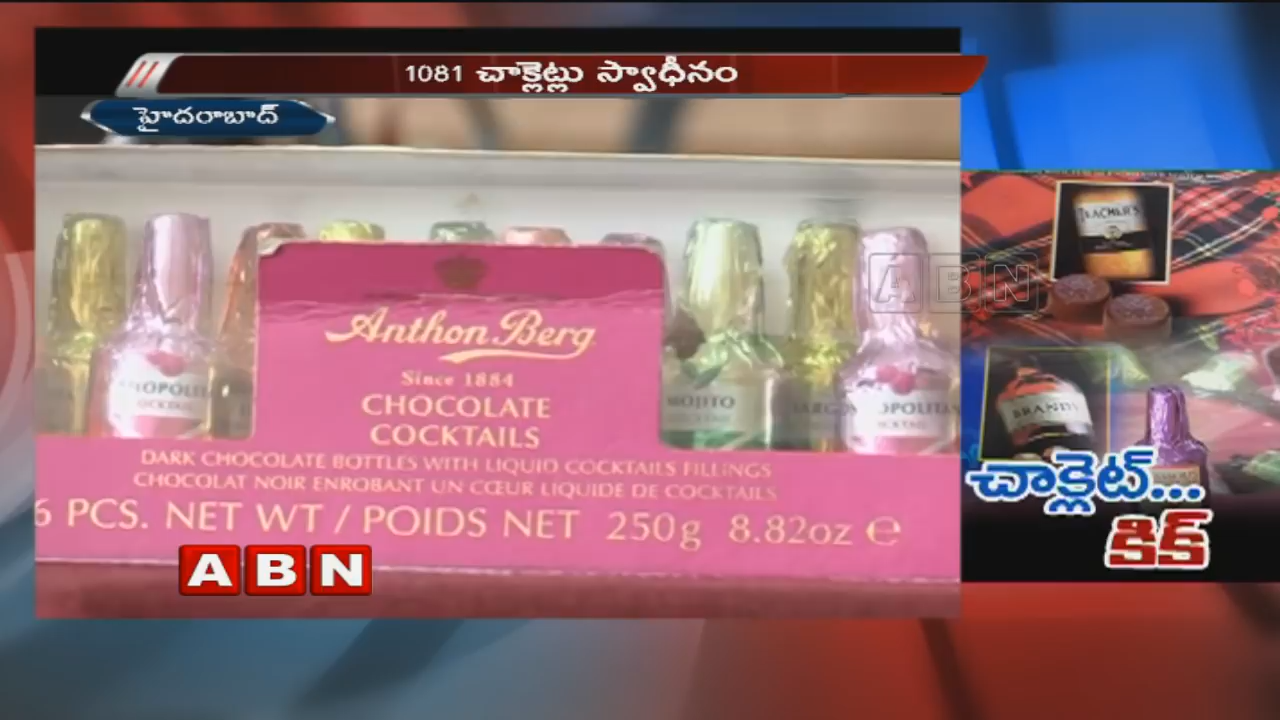 1081 చాక్లెట్లు స్వాధీనం
హైదరాబాద్
Anthon Berg
Since 1884
CHOCOLATE
COCKTAILS
DARK CHOCOLATE BOTTLES WITH LIQUID COCKTAILS FILLINGS
CHOCOLAT NOIR ENROBANT UN CŒUR LIQUIDE DE COCKTAILS
6 PCS. NET WT / POIDS NET 250g 8.82oz e
MOJITO
ABN
ABN
TEACHER'S
BRANDY
చాక్లెట్...
కిక్